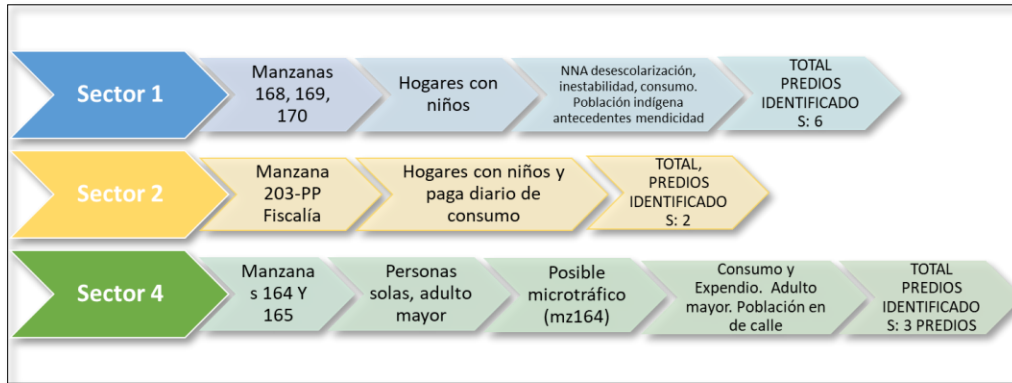 Sector 1
Manzanas
168, 169,
170
Hogares con
niños
NNA desescolarización,
inestabilidad, consumo.
Población indígena
antecedentes mendicidad
TOTAL
PREDIOS
IDENTIFICADO
S: 6
Sector 2
Manzana
203-PP
Fiscalía
Hogares con niños y
paga diario de
consumo
TOTAL,
PREDIOS
IDENTIFICADO
S: 2
Sector 4
Manzana
s 164 Y
165
Personas
solas, adulto
mayor
Posible
microtráfico
(mz164)
Consumo y
Expendio. Adulto
mayor. Población en
de calle
TOTAL
PREDIOS
IDENTIFICADO
S: 3 PREDIOS